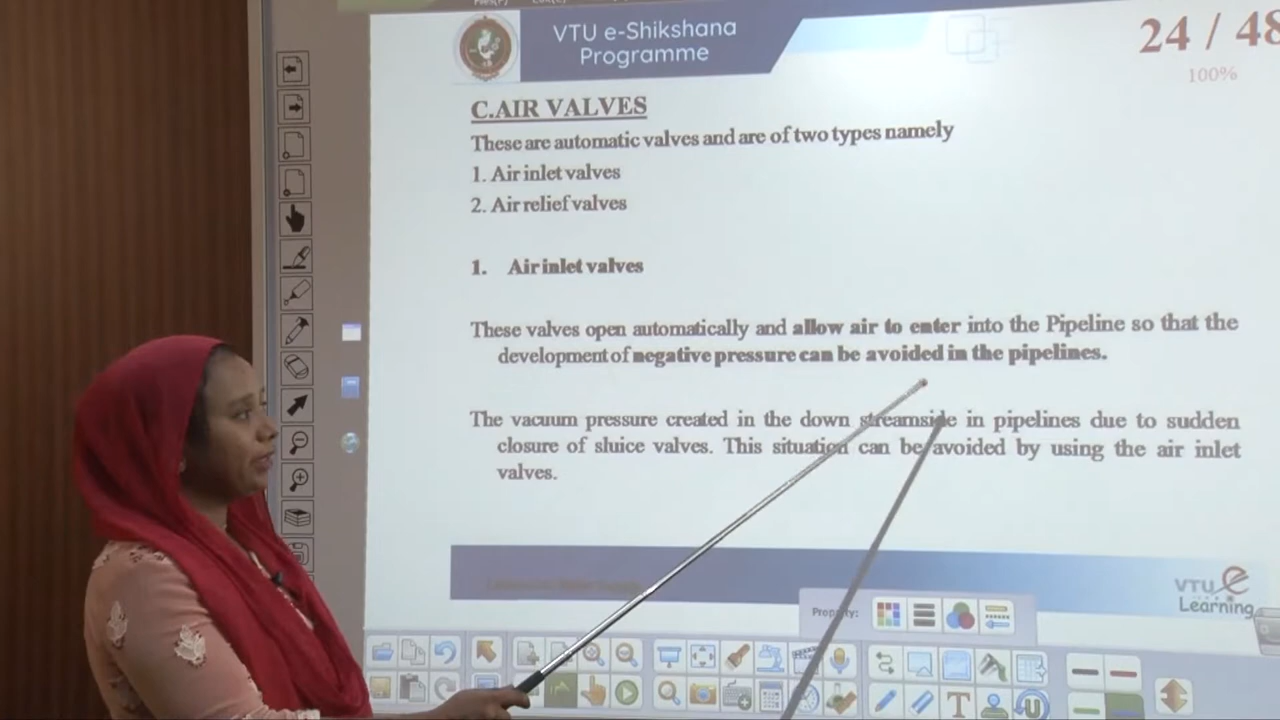 VTU e-Shikshana
Programme
24 / 48
100%
C.AIR VALVES
These are automatic valves and are of two types namely
1. Air inlet valves
2. Air relief valves
1. Air inlet valves
These valves open automatically and allow air to enter into the Pipeline so that the
development of negative pressure can be avoided in the pipelines.
The vacuum pressure created in the down streamside in pipelines due to sudden
closure of sluice valves. This situation can be avoided by using the air inlet
valves.
VTU e
Learning
Property: